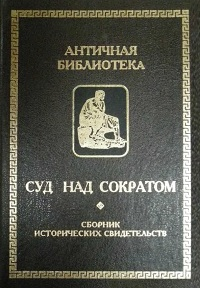 АНТИЧНАЯ
БИБЛИОТЕКА
СУД НАД СОКРАТОМ
СБОРНИК
ИСТОРИЧЕСКИХ СВИДЕТЕЛЬСТВ